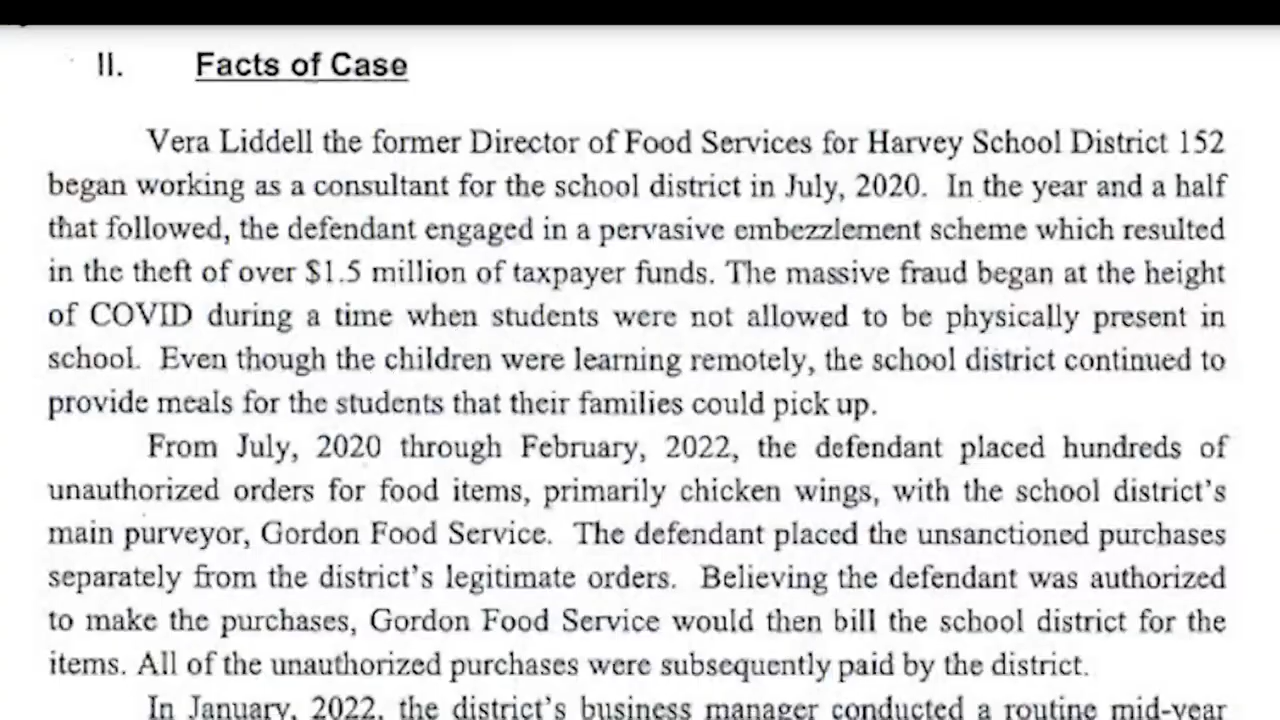 II. Facts of Case
Vera Liddell the former Director of Food Services for Harvey School District 152
began working as a consultant for the school district in July, 2020. In the year and a half
that followed, the defendant engaged in a pervasive embezzlement scheme which resulted
in the theft of over $1.5 million of taxpayer funds. The massive fraud began at the height
of COVID during a time when students were not allowed to be physically present in
school. Even though the children were learning remotely, the school district continued to
provide meals for the students that their families could pick up.
From July, 2020 through February, 2022, the defendant placed hundreds of
unauthorized orders for food items, primarily chicken wings, with the school district's
main purveyor, Gordon Food Service. The defendant placed the unsanctioned purchases
separately from the district's legitimate orders. Believing the defendant was authorized
to make the purchases, Gordon Food Service would then bill the school district for the
items. All of the unauthorized purchases were subsequently paid by the district.
In January, 2022, the district's business manager conducted a routine mid-year